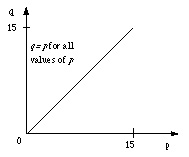 q
15
q = p for all
values of p
0
15
p